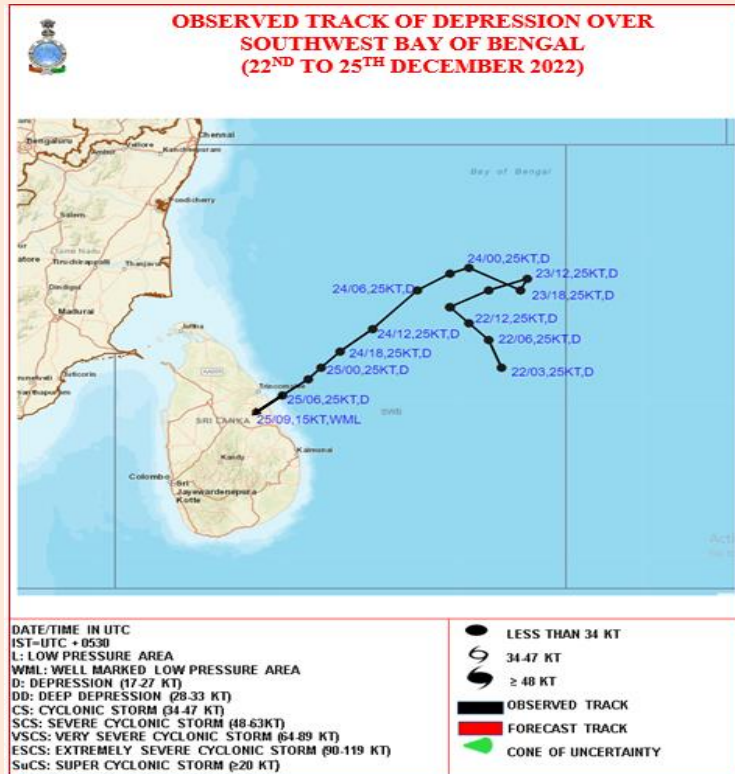 OBSERVED TRACK OF DEPRESSION OVER
SOUTHWEST BAY OF BENGAL
(22ND TO 25TH DECEMBER 2022)
Bengaluru
Vellore
Chennai
Kancheepuram
Bay of Bengal
Pondicherry
Salem
Tamil Nadu
Tiruchirappalli
Thanjavur
Dindigul
Madurai
Tuticorin
Jaffna
24/00,25KT,D
23/12,25KT,D
24/06,25KT,D
23/18,25KT,D
22/12,25KT,D
24/12,25KT,D
22/06,25KT,D
24/18,25KT,D
25/00,25KT,D
22/03,25KT,D
Trincomalee
25/06,25KT,D
SRI LANKA
25/09,15KT,WML
SWB
Kandy
Kalmunai
Colombo
Sri
Jayewardenepura
Kotte
DATE/TIME IN UTC
IST=UTC + 0530
L: LOW PRESSURE AREA
WML: WELL MARKED LOW PRESSURE AREA
D: DEPRESSION (17-27 KT)
DD: DEEP DEPRESSION (28-33 KT)
CS: CYCLONIC STORM (34-47 KT)
SCS: SEVERE CYCLONIC STORM (48-63KT)
VSCS: VERY SEVERE CYCLONIC STORM (64-89 KT)
ESCS: EXTREMELY SEVERE CYCLONIC STORM (90-119 KT)
SuCS: SUPER CYCLONIC STORM (≥20 KT)
LESS THAN 34 KT
34-47 KT
≥ 48 KT
OBSERVED TRACK
FORECAST TRACK
CONE OF UNCERTAINTY